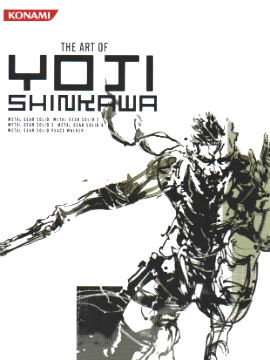 KONAMI
THE ART OF
YOJI
SHINKAWA
METAL GEAR SOLID METAL GEAR SOLID 2
METAL GEAR SOLID 3 METAL GEAR SOLID 4
METAL GEAR SOLID PEACE WALKER